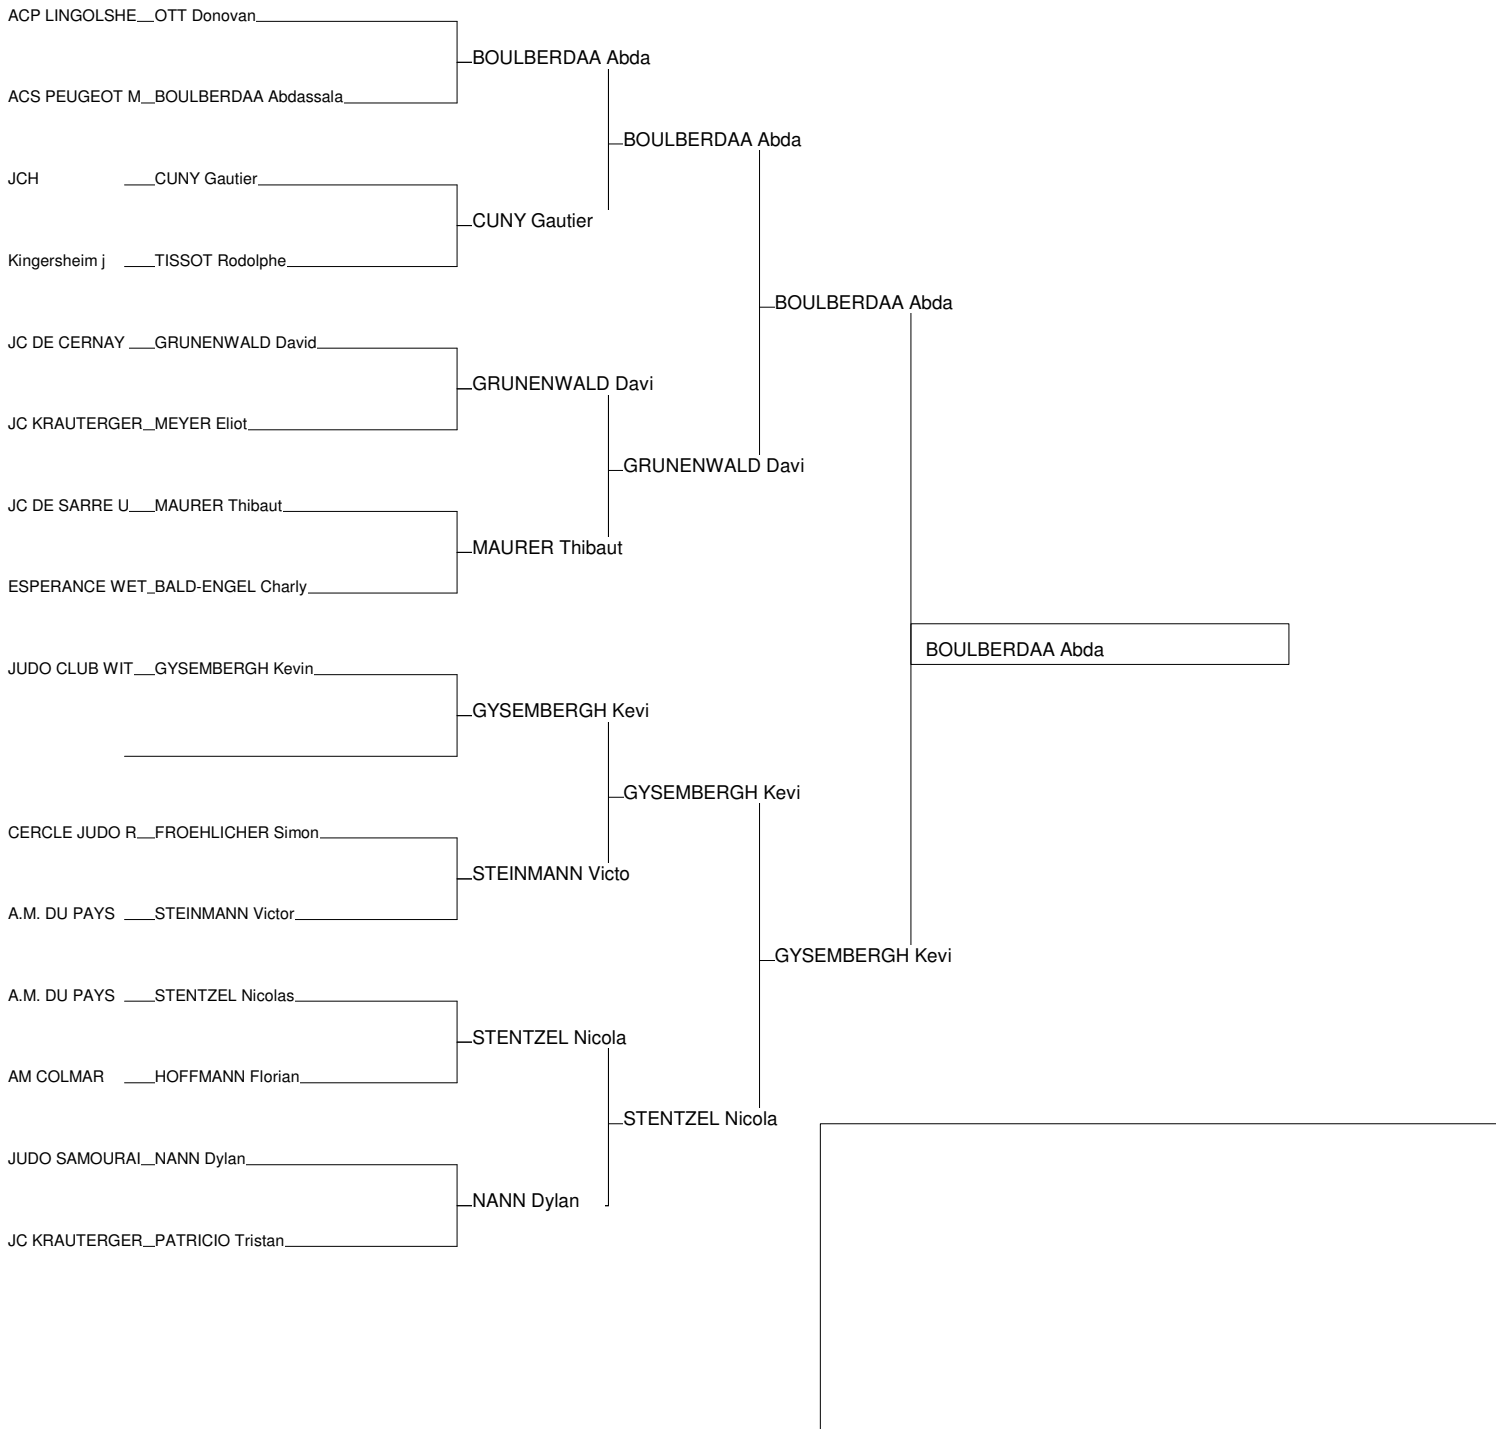 ACP LINGOLSHE OTT Donovan
BOULBERDAA Abda
ACS PEUGEOT M BOULBERDAA Abdassala
BOULBERDAA Abda
JCH CUNY Gautier
CUNY Gautier
Kingersheim j TISSOT Rodolphe
BOULBERDAA Abda
JC DE CERNAY GRUNENWALD David
GRUNENWALD Davi
JC KRAUTERGER MEYER Eliot
GRUNENWALD Davi
JC DE SARRE U MAURER Thibaut
MAURER Thibaut
ESPERANCE WET BALD-ENGEL Charly
BOULBERDAA Abda
JUDO CLUB WIT GYSEMBERGH Kevin
GYSEMBERGH Kevi
GYSEMBERGH Kevi
CERCLE JUDO R FROEHLICHER Simon
STEINMANN Victo
A.M. DU PAYS STEINMANN Victor
GYSEMBERGH Kevi
A.M. DU PAYS STENTZEL Nicolas
STENTZEL Nicola
AM COLMAR HOFFMANN Florian
STENTZEL Nicola
JUDO SAMOURAI NANN Dylan
NANN Dylan
JC KRAUTERGER PATRICIO Tristan